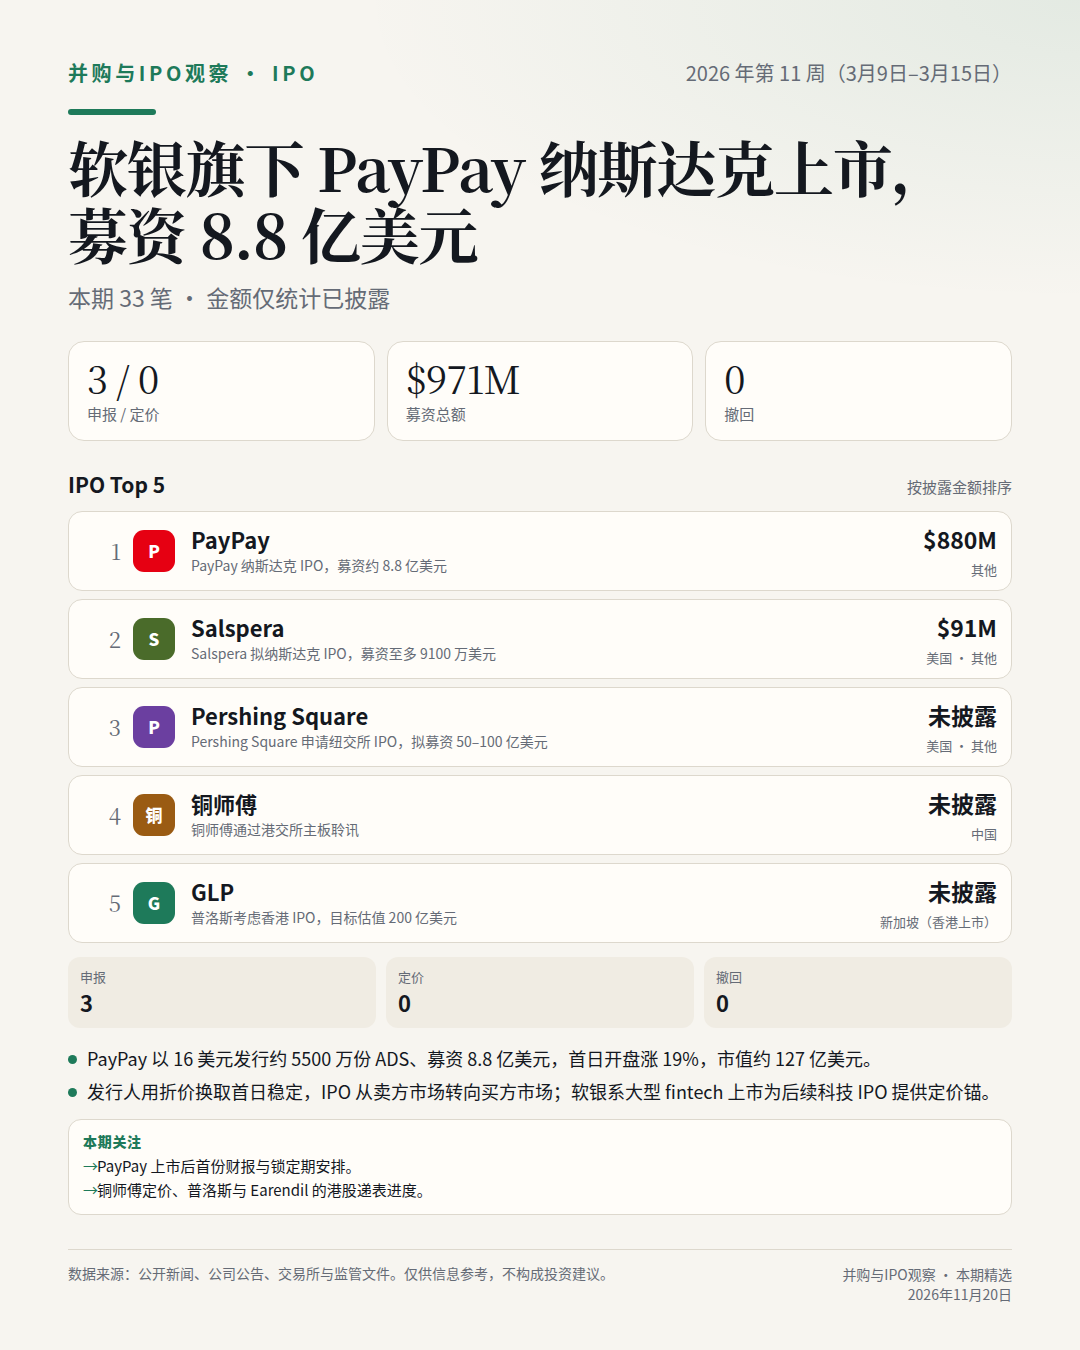 并购与IPO观察 • IPO
2026 年第 11 周（3月9日–3月15日）
软银旗下 PayPay 纳斯达克上市，
募资 8.8 亿美元
本期 33 笔 • 金额仅统计已披露
3 / 0
申报 / 定价
$971M
募资总额
0
撤回
IPO Top 5
按披露金额排序
1
P
PayPay
PayPay 纳斯达克 IPO，募资约 8.8 亿美元
$880M
其他
2
S
Salspera
Salspera 拟纳斯达克 IPO，募资至多 9100 万美元
$91M
美国 • 其他
3
P
Pershing Square
Pershing Square 申请纽交所 IPO，拟募资 50–100 亿美元
未披露
美国 • 其他
4
铜
铜师傅
铜师傅通过港交所主板聆讯
未披露
中国
5
G
GLP
普洛斯考虑香港 IPO，目标估值 200 亿美元
未披露
新加坡（香港上市）
申报
3
定价
0
撤回
0
PayPay 以 16 美元发行约 5500 万份 ADS、募资 8.8 亿美元，首日开盘涨 19%，市值约 127 亿美元。
发行人用折价换取首日稳定，IPO 从卖方市场转向买方市场；软银系大型 fintech 上市为后续科技 IPO 提供定价锚。
本期关注
→PayPay 上市后首份财报与锁定期安排。
→铜师傅定价、普洛斯与 Earendil 的港股递表进度。
数据来源：公开新闻、公司公告、交易所与监管文件。仅供信息参考，不构成投资建议。
并购与IPO观察 • 本期精选
2026年11月20日